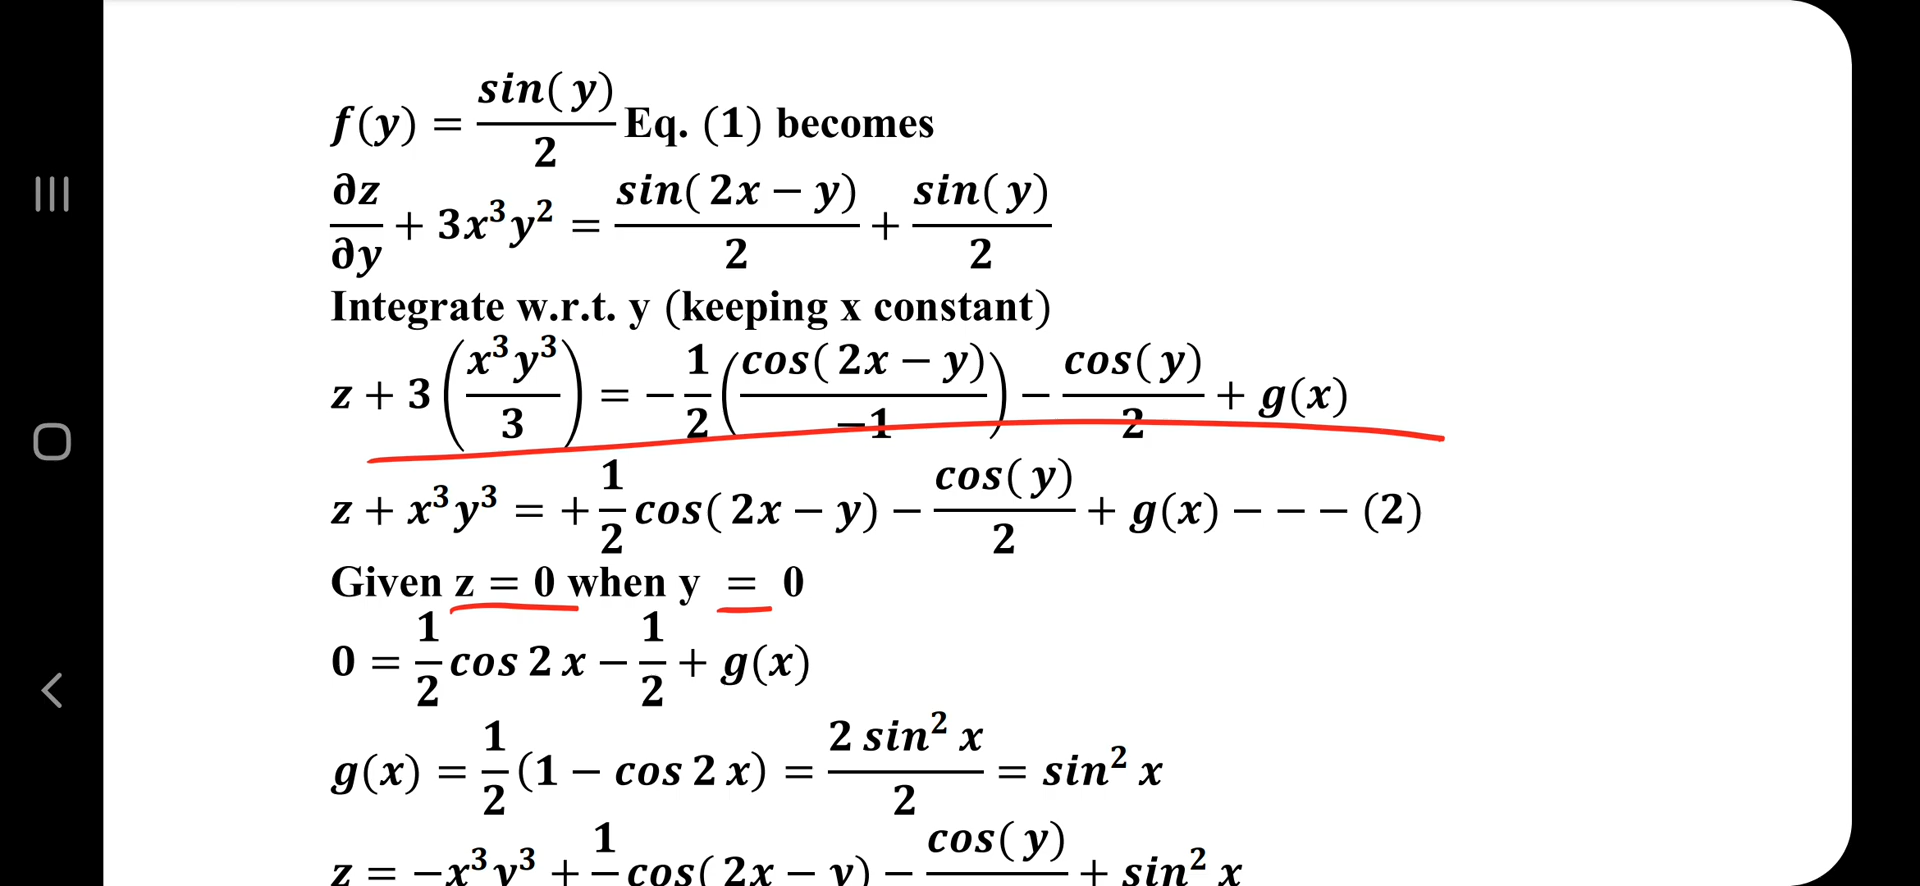 f(y) = sin(y)/2 Eq. (1) becomes
∂z/∂y + 3x³y² = sin(2x − y)/2 + sin(y)/2
Integrate w.r.t. y (keeping x constant)
z + 3(x³y³/3) = −1/2(cos(2x − y)/−1) − cos(y)/2 + g(x)
z + x³y³ = +1/2 cos(2x − y) − cos(y)/2 + g(x) − − − (2)
Given z = 0 when y = 0
0 = 1/2 cos 2x − 1/2 + g(x)
g(x) = 1/2(1 − cos 2x) = 2 sin² x/2 = sin² x
z = −x³y³ + 1/ cos(2x − y) − cos(y)/ + sin² x